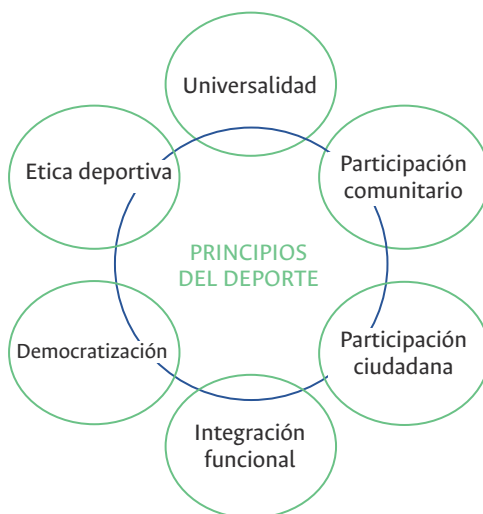 Universalidad
Etica deportiva
Participación
comunitario
PRINCIPIOS
DEL DEPORTE
Democratización
Participación
ciudadana
Integración
funcional